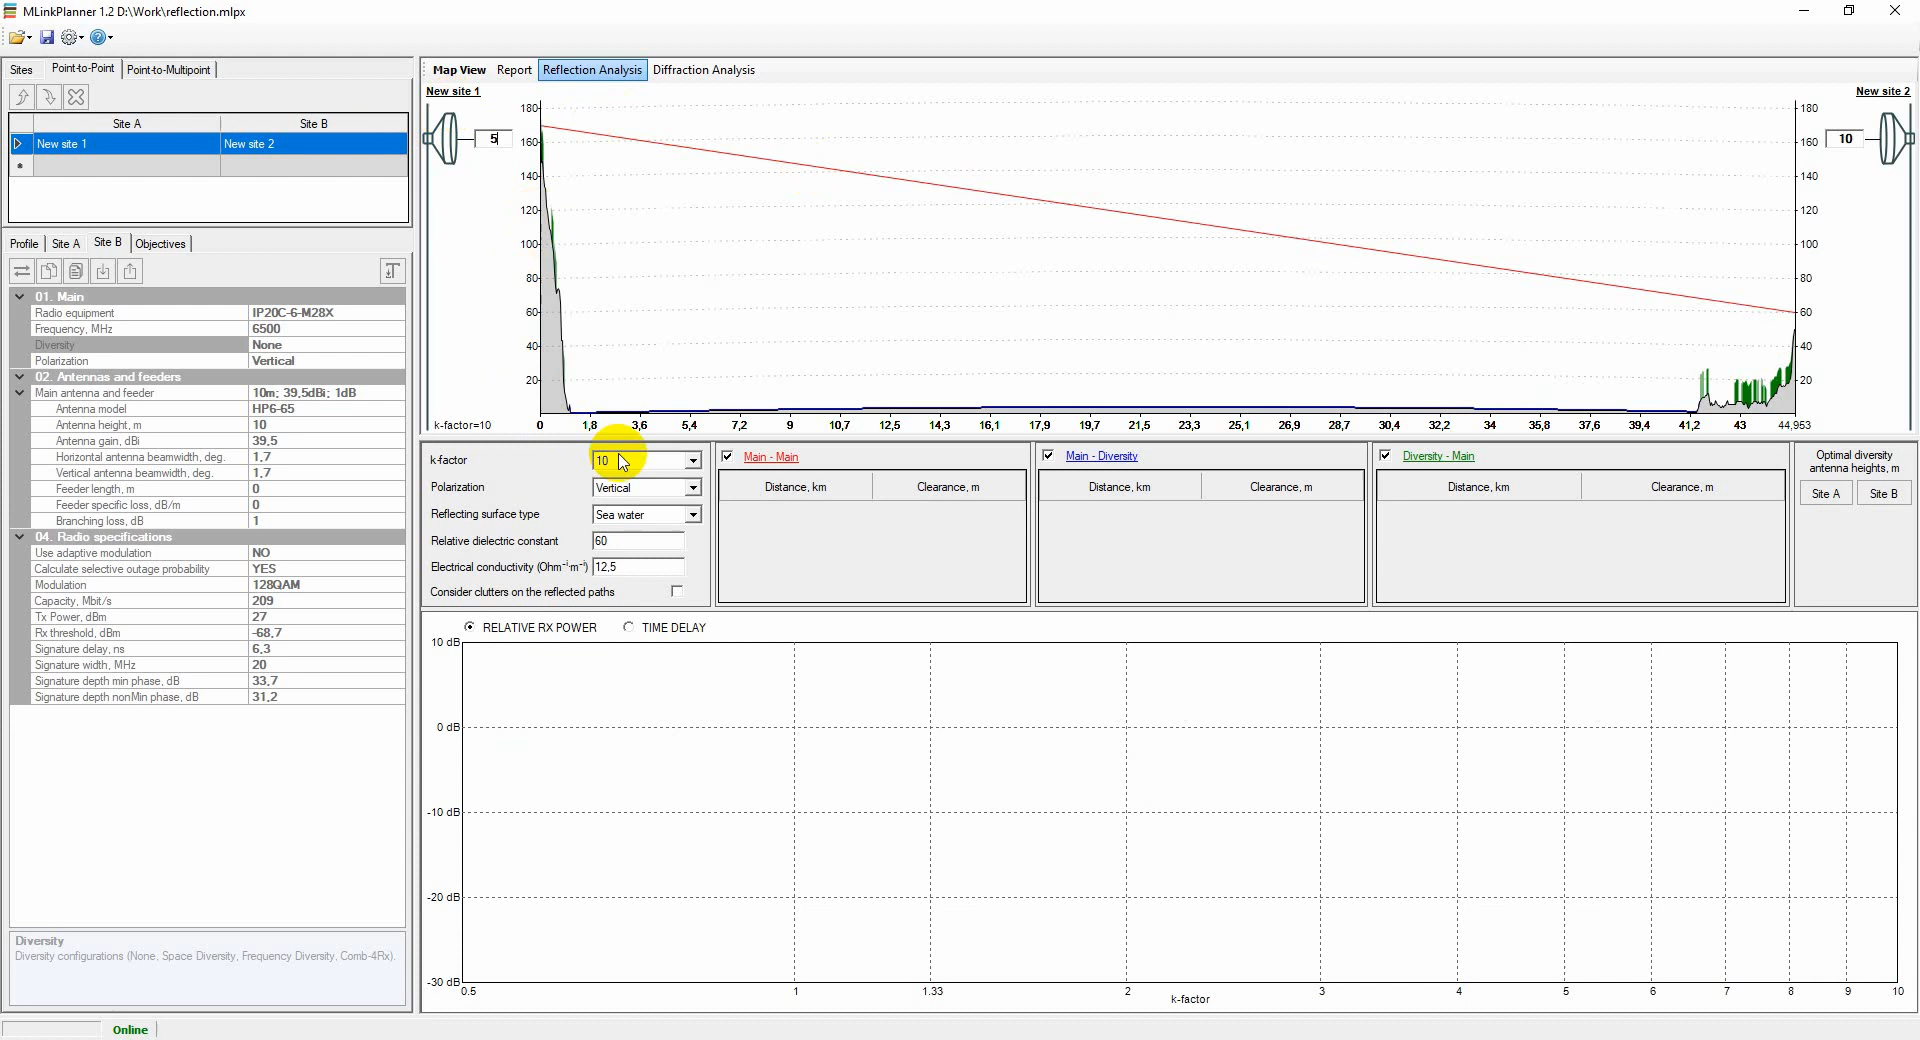 MLinkPlanner 1.2 D:\Work\reflection.mlpx
Sites Point-to-Point Point-to-Multipoint
Site A Site B
New site 1 New site 2
Profile Site A Site B Objectives
01. Main
Radio equipment IP20C-6-M28X
Frequency, MHz 6500
Diversity None
Polarization Vertical
02. Antennas and feeders
Main antenna and feeder 10m; 39,5dBi; 1dB
Antenna model HP6-65
Antenna height, m 10
Antenna gain, dBi 39,5
Horizontal antenna beamwidth, deg. 1,7
Vertical antenna beamwidth, deg. 1,7
Feeder length, m 0
Feeder specific loss, dB/m 0
Branching loss, dB 1
04. Radio specifications
Use adaptive modulation NO
Calculate selective outage probability YES
Modulation 128QAM
Capacity, Mbit/s 209
Tx Power, dBm 27
Rx threshold, dBm -68,7
Signature delay, ns 6,3
Signature width, MHz 20
Signature depth min phase, dB 33,7
Signature depth nonMin phase, dB 31,2
Diversity
Diversity configurations (None, Space Diversity, Frequency Diversity, Comb-4Rx).
Online
Map View Report Reflection Analysis Diffraction Analysis
New site 1 New site 2
5 10
180 180
160 160
140 140
120 120
100 100
80 80
60 60
40 40
20 20
k-factor=10 0 1,8 3,6 5,4 7,2 9 10,7 12,5 14,3 16,1 17,9 19,7 21,5 23,3 25,1 26,9 28,7 30,4 32,2 34 35,8 37,6 39,4 41,2 43 44,953
k-factor 10
Polarization Vertical
Reflecting surface type Sea water
Relative dielectric constant 60
Electrical conductivity (Ohm⁻¹m⁻¹) 12,5
Consider clutters on the reflected paths
Main - Main
Distance, km Clearance, m
Main - Diversity
Distance, km Clearance, m
Diversity - Main
Distance, km Clearance, m
Optimal diversity
antenna heights, m
Site A Site B
RELATIVE RX POWER TIME DELAY
10 dB
0 dB
-10 dB
-20 dB
-30 dB
0.5 1 1.33 2 3 4 5 6 7 8 9 10
k-factor